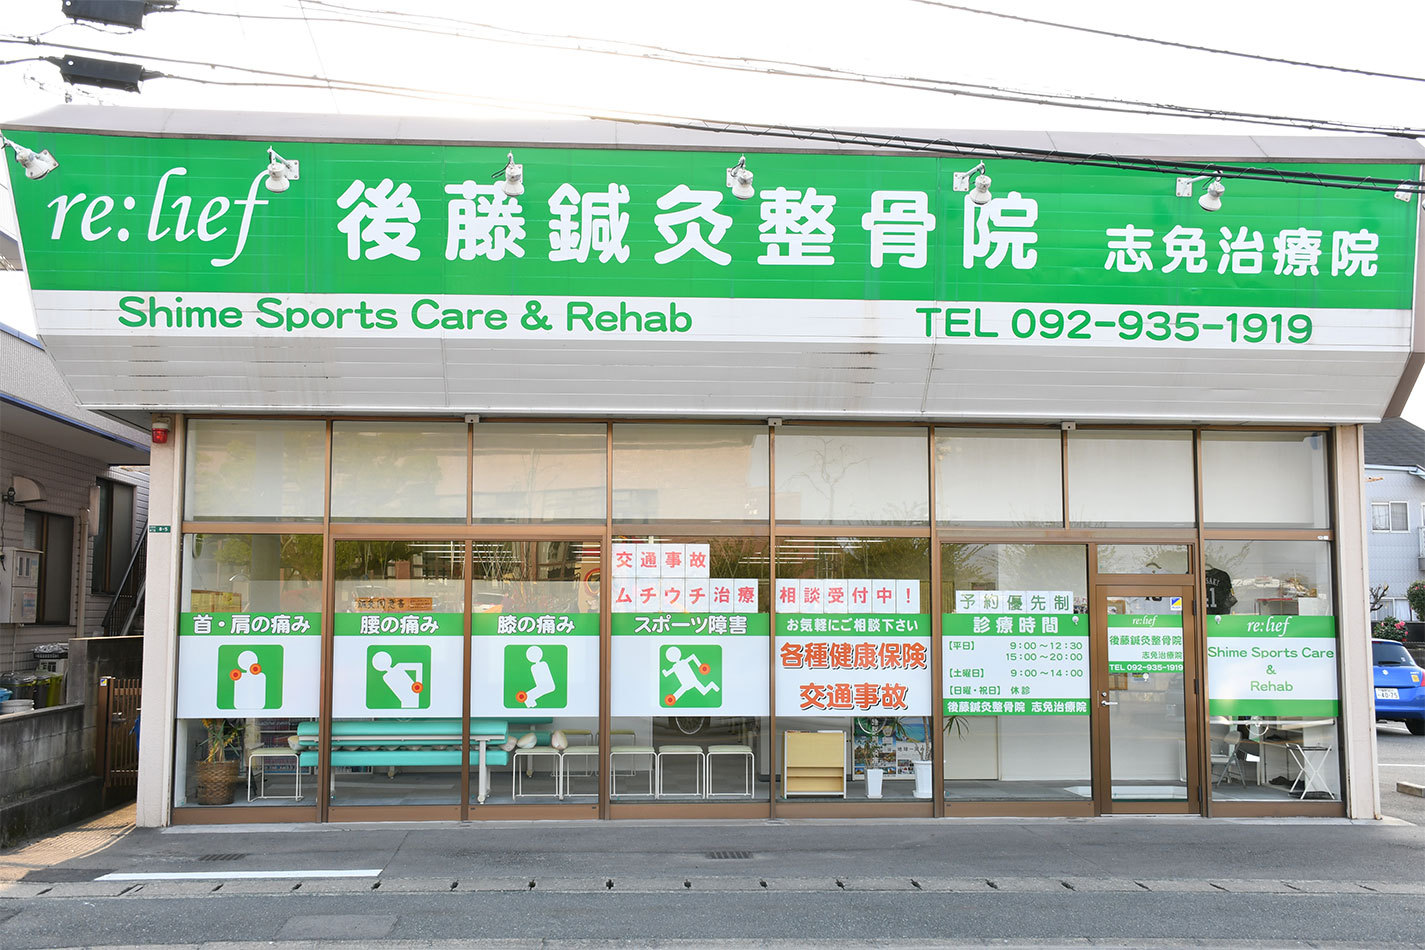 re:lief 後藤鍼灸整骨院 志免治療院
Shime Sports Care & Rehab TEL 092-935-1919
交通事故
ムチウチ治療 相談受付中!
予約優先制
首・肩の痛み
腰の痛み
膝の痛み
スポーツ障害
お気軽にご相談下さい
各種健康保険
交通事故
診療時間
【平日】 9:00〜12:30
15:00〜20:00
【土曜日】 9:00〜14:00
【日曜・祝日】 休診
後藤鍼灸整骨院 志免治療院
re:lief
後藤鍼灸整骨院
志免治療院
TEL 092-935-1919
re:lief
Shime Sports Care
&
Rehab
8-5
40-75